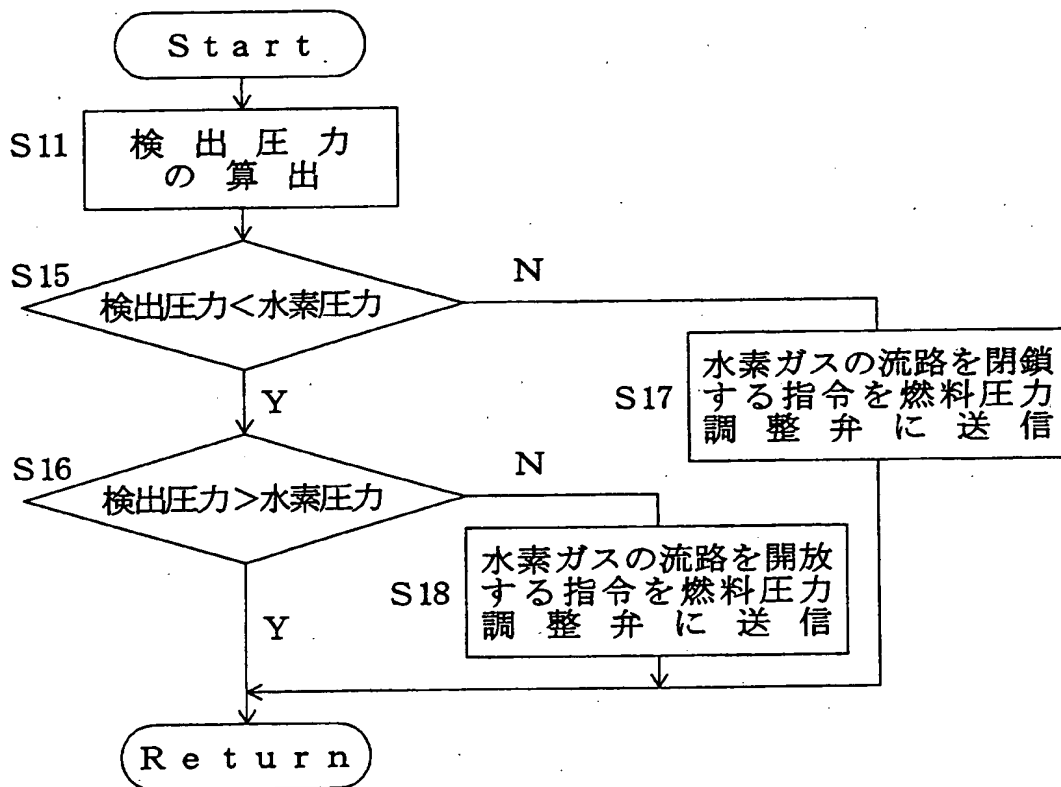 Start
S11
検出圧力
の算出
S15
検出圧力<水素圧力
N
Y
水素ガスの流路を閉鎖
する指令を燃料圧力
調整弁に送信
S17
S16
検出圧力>水素圧力
N
Y
水素ガスの流路を開放
する指令を燃料圧力
調整弁に送信
S18
Return